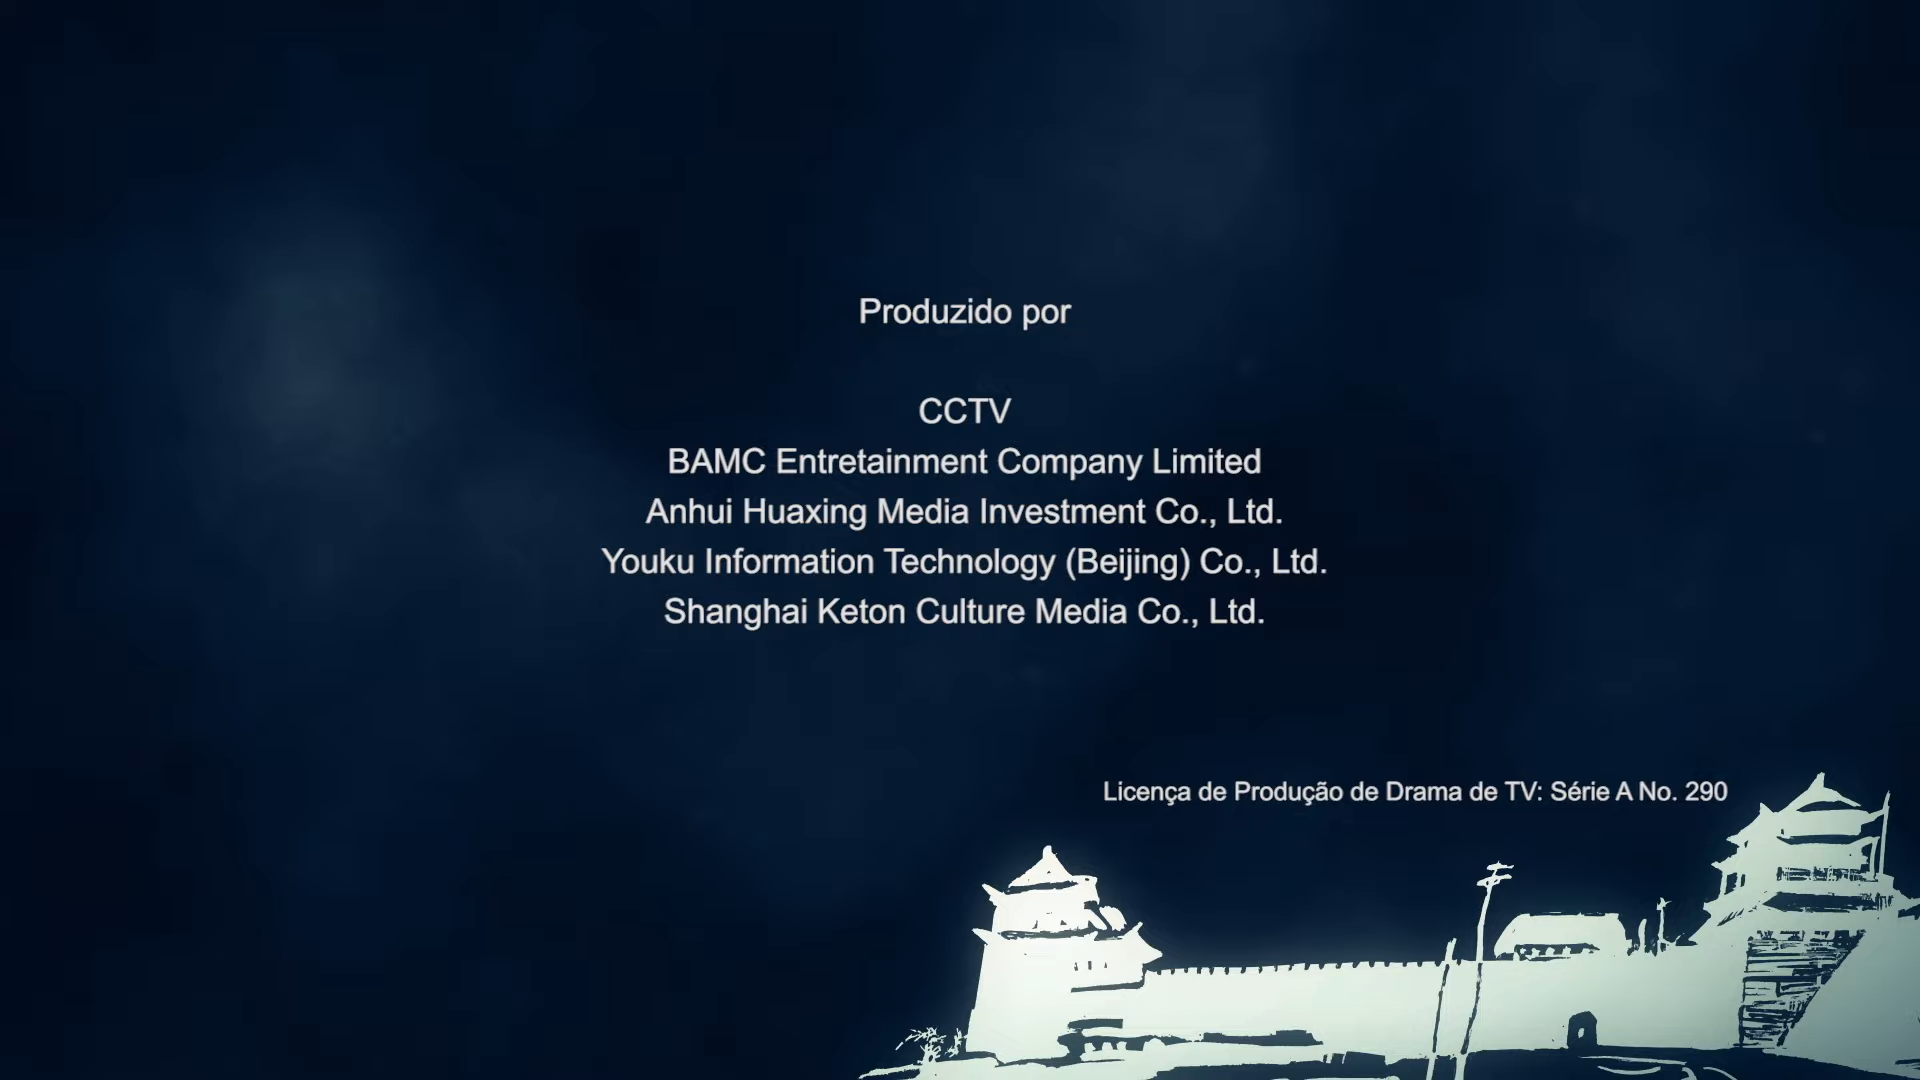 Produzido por
CCTV
BAMC Entretainment Company Limited
Anhui Huaxing Media Investment Co., Ltd.
Youku Information Technology (Beijing) Co., Ltd.
Shanghai Keton Culture Media Co., Ltd.
Licença de Produção de Drama de TV: Série A No. 290